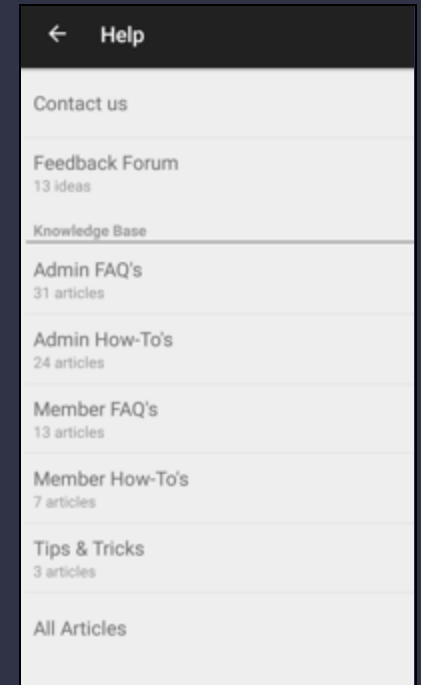 Help
Contact us
Feedback Forum
13 ideas
Knowledge Base
Admin FAQ's
31 articles
Admin How-To's
24 articles
Member FAQ's
13 articles
Member How-To's
7 articles
Tips & Tricks
3 articles
All Articles